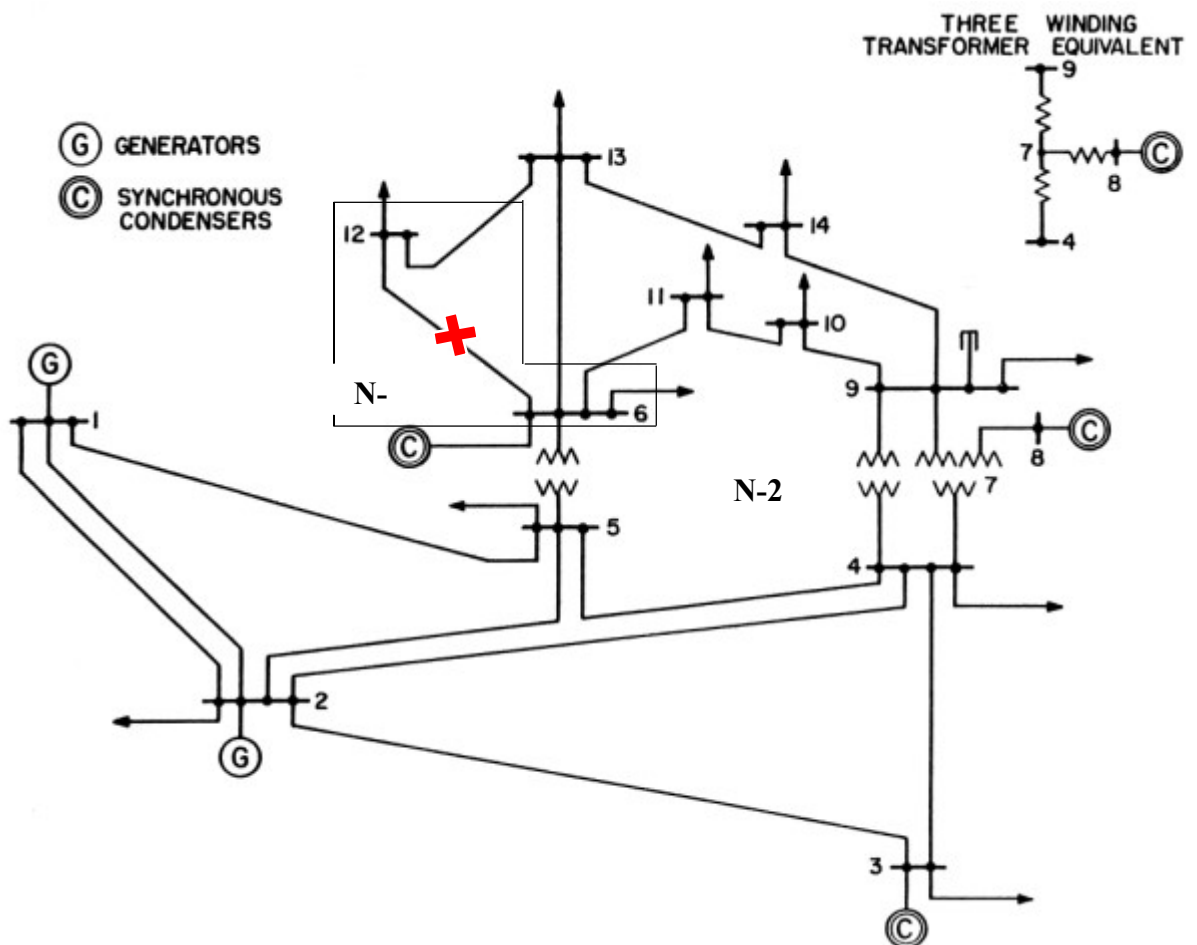 THREE WINDING
TRANSFORMER EQUIVALENT
9
7
8
C
4
G GENERATORS
C SYNCHRONOUS
CONDENSERS
13
12
14
11
10
N-
6
9
G
1
C
8
C
7
N-2
5
4
2
G
3
C